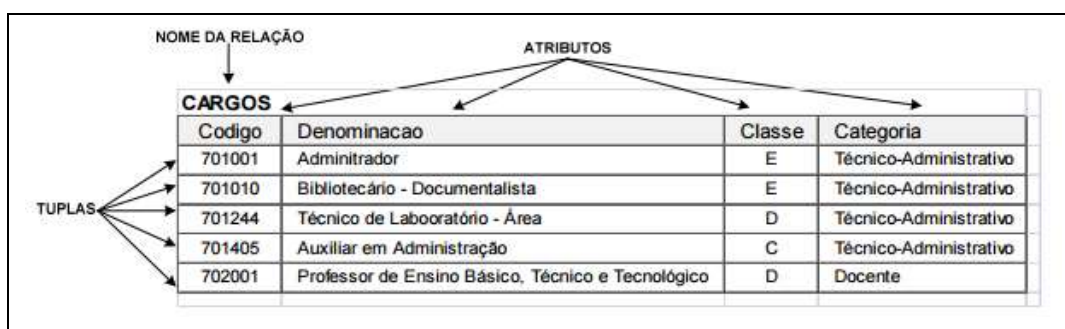 NOME DA RELAÇÃO
ATRIBUTOS
CARGOS
Codigo Denominacao Classe Categoria
701001 Adminitrador E Técnico-Administrativo
701010 Bibliotecário - Documentalista E Técnico-Administrativo
TUPLAS
701244 Técnico de Labooratório - Área D Técnico-Administrativo
701405 Auxiliar em Administração C Técnico-Administrativo
702001 Professor de Ensino Básico, Técnico e Tecnológico D Docente